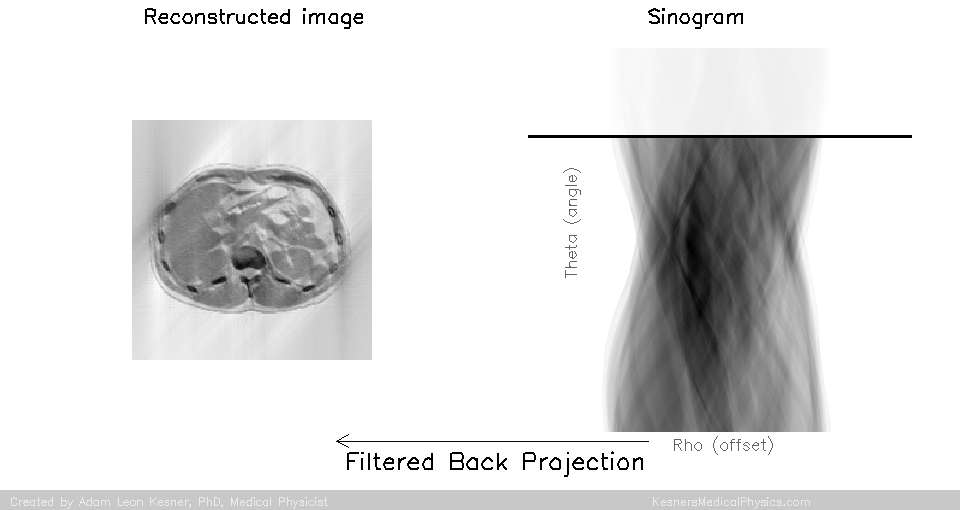 Reconstructed image
Sinogram
Theta (angle)
Rho (offset)
Filtered Back Projection
Created by Adam Leon Kesner, PhD, Medical Physicist
KesnersMedicalPhysics.com